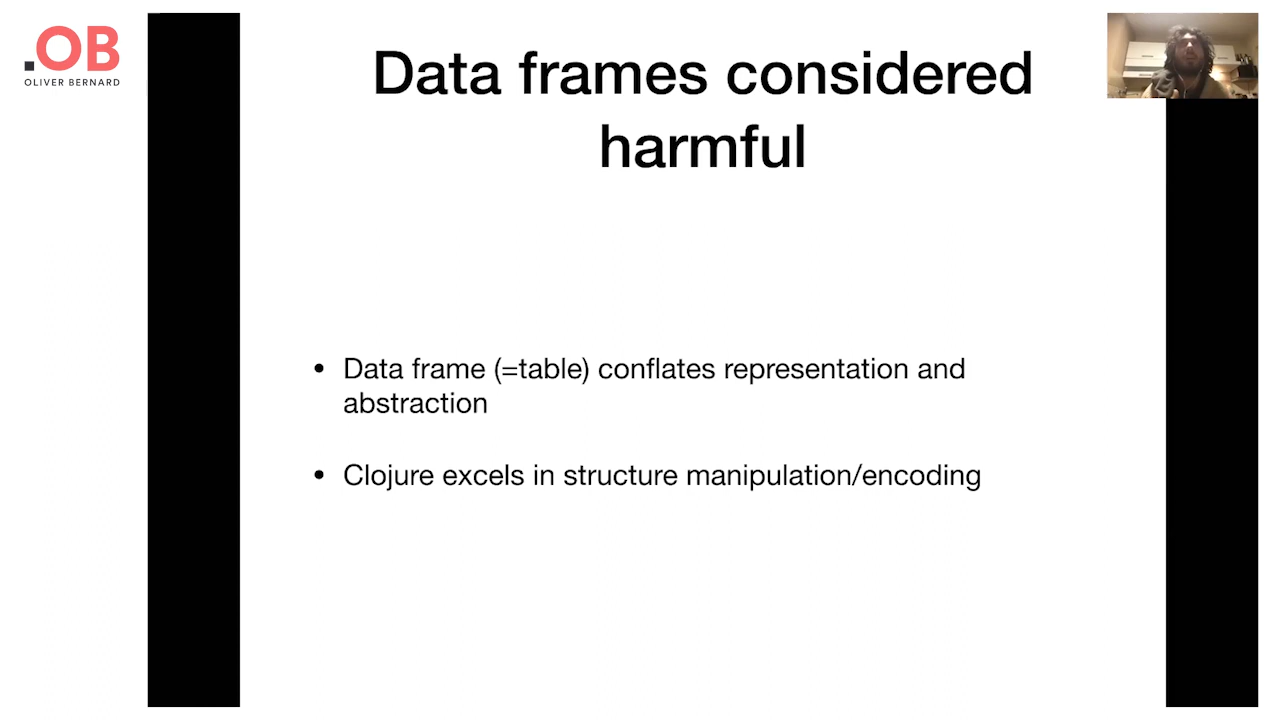 .OB
OLIVER BERNARD
Data frames considered
harmful
• Data frame (=table) conflates representation and
abstraction
• Clojure excels in structure manipulation/encoding